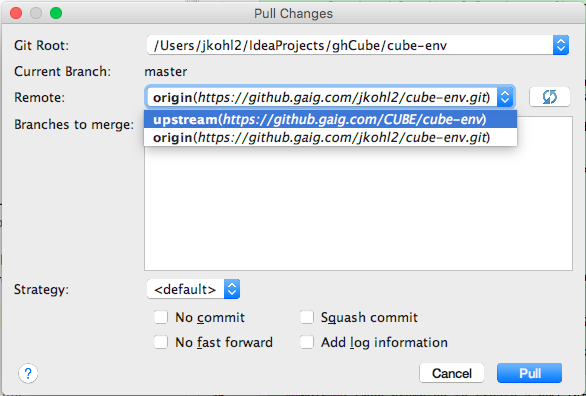 Pull Changes
Git Root: /Users/jkohl2/IdeaProjects/ghCube/cube-env
Current Branch: master
Remote: origin(https://github.gaig.com/jkohl2/cube-env.git)
upstream(https://github.gaig.com/CUBE/cube-env)
Branches to merge:
origin(https://github.gaig.com/jkohl2/cube-env.git)
Strategy: <default>
No commit Squash commit
No fast forward Add log information
? Cancel Pull